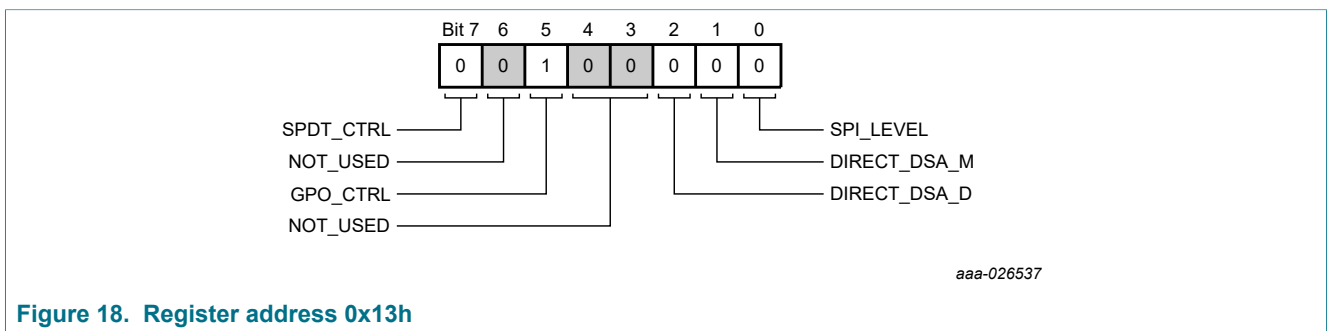 Bit 7 6 5 4 3 2 1 0
0 0 1 0 0 0 0 0
SPDT_CTRL
SPI_LEVEL
NOT_USED
DIRECT_DSA_M
GPO_CTRL
DIRECT_DSA_D
NOT_USED
aaa-026537
Figure 18. Register address 0x13h